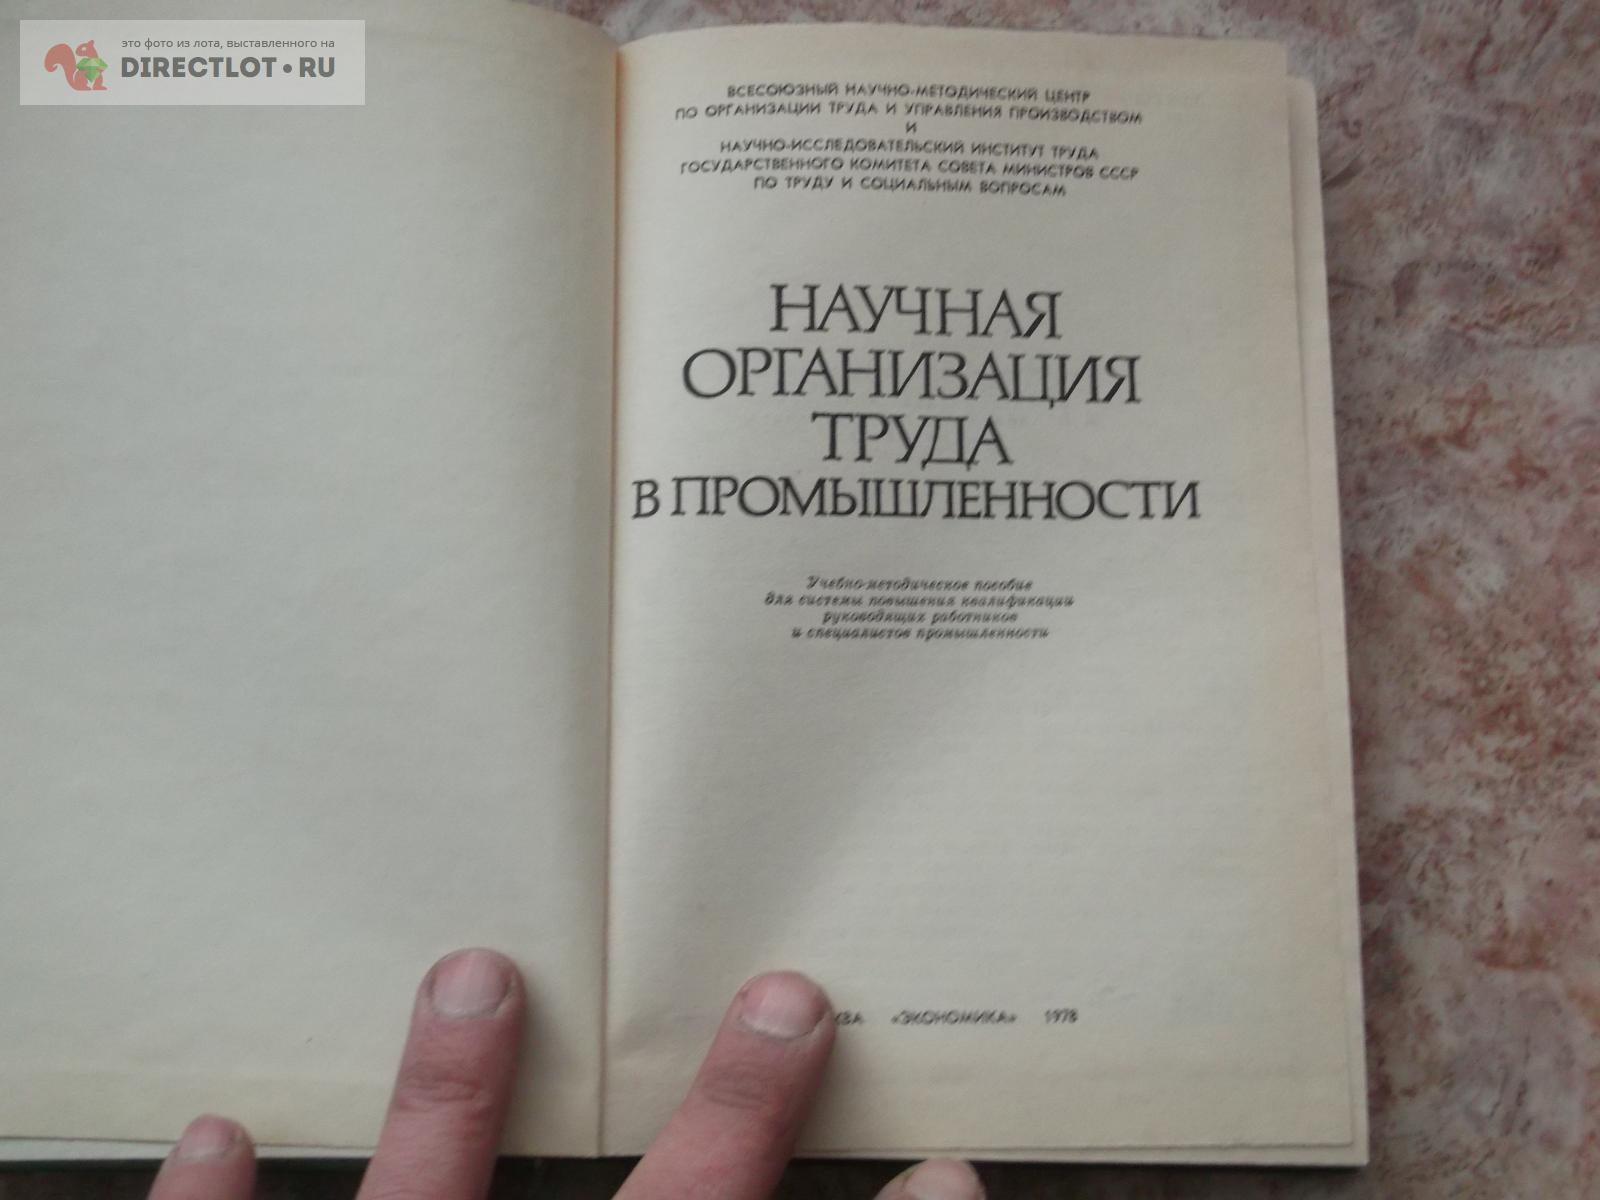 это фото из лота, выставленного на
DIRECTLOT•RU
ВСЕСОЮЗНЫЙ НАУЧНО-МЕТОДИЧЕСКИЙ ЦЕНТР
ПО ОРГАНИЗАЦИИ ТРУДА И УПРАВЛЕНИЯ ПРОИЗВОДСТВОМ
И
НАУЧНО-ИССЛЕДОВАТЕЛЬСКИЙ ИНСТИТУТ ТРУДА
ГОСУДАРСТВЕННОГО КОМИТЕТА СОВЕТА МИНИСТРОВ СССР
ПО ТРУДУ И СОЦИАЛЬНЫМ ВОПРОСАМ
НАУЧНАЯ
ОРГАНИЗАЦИЯ
ТРУДА
В ПРОМЫШЛЕННОСТИ
Учебно-методическое пособие
для системы повышения квалификации
руководящих работников
и специалистов промышленности
«ЭКОНОМИКА» 1978